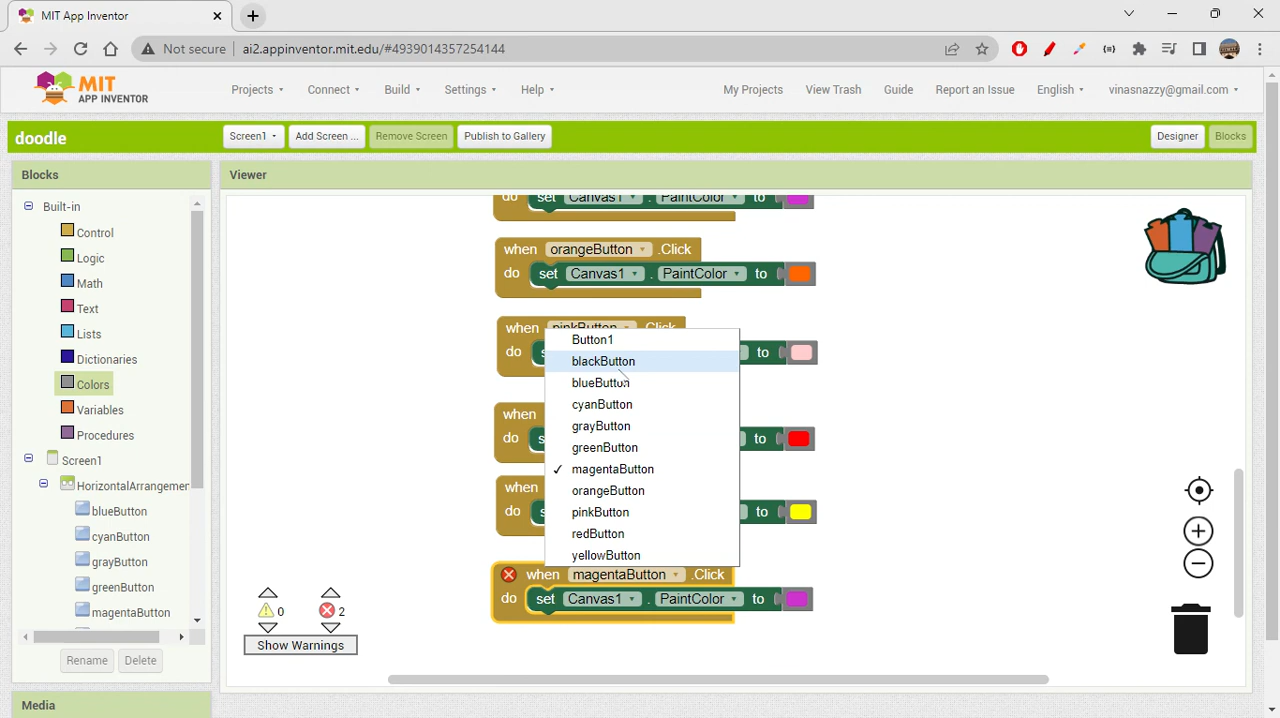 MIT App Inventor
Not secure
ai2.appinventor.mit.edu/#4939014357254144
MIT
APP INVENTOR
Projects
Connect
Build
Settings
Help
My Projects
View Trash
Guide
Report an Issue
English
vinasnazzy@gmail.com
doodle
Screen1
Add Screen ...
Remove Screen
Publish to Gallery
Designer
Blocks
Blocks
Viewer
Built-in
Control
Logic
Math
Text
Lists
Dictionaries
Colors
Variables
Procedures
Screen1
HorizontalArrangemen
blueButton
cyanButton
grayButton
greenButton
magentaButton
Rename
Delete
Media
do set Canvas1 . PaintColor to
when orangeButton .Click
do set Canvas1 . PaintColor to
when pinkButton .Click
do to
when
do to
when
do to
Button1
blackButton
blueButton
cyanButton
grayButton
greenButton
magentaButton
orangeButton
pinkButton
redButton
yellowButton
when magentaButton .Click
do set Canvas1 . PaintColor to
0
2
Show Warnings